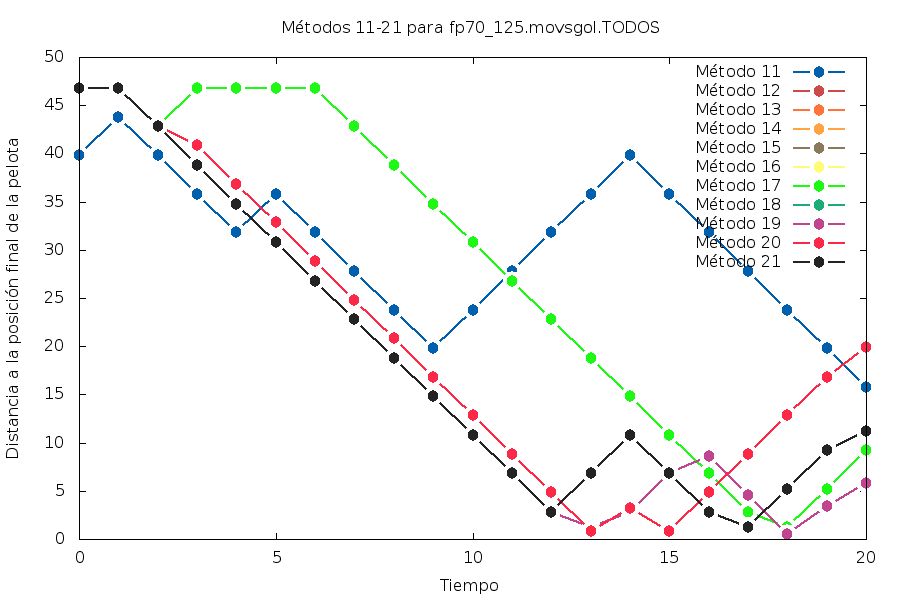 Métodos 11-21 para fp70_125.movsgol.TODOS
Distancia a la posición final de la pelota
50
45
40
35
30
25
20
15
10
5
0
Método 11
Método 12
Método 13
Método 14
Método 15
Método 16
Método 17
Método 18
Método 19
Método 20
Método 21
0 5 10 15 20
Tiempo